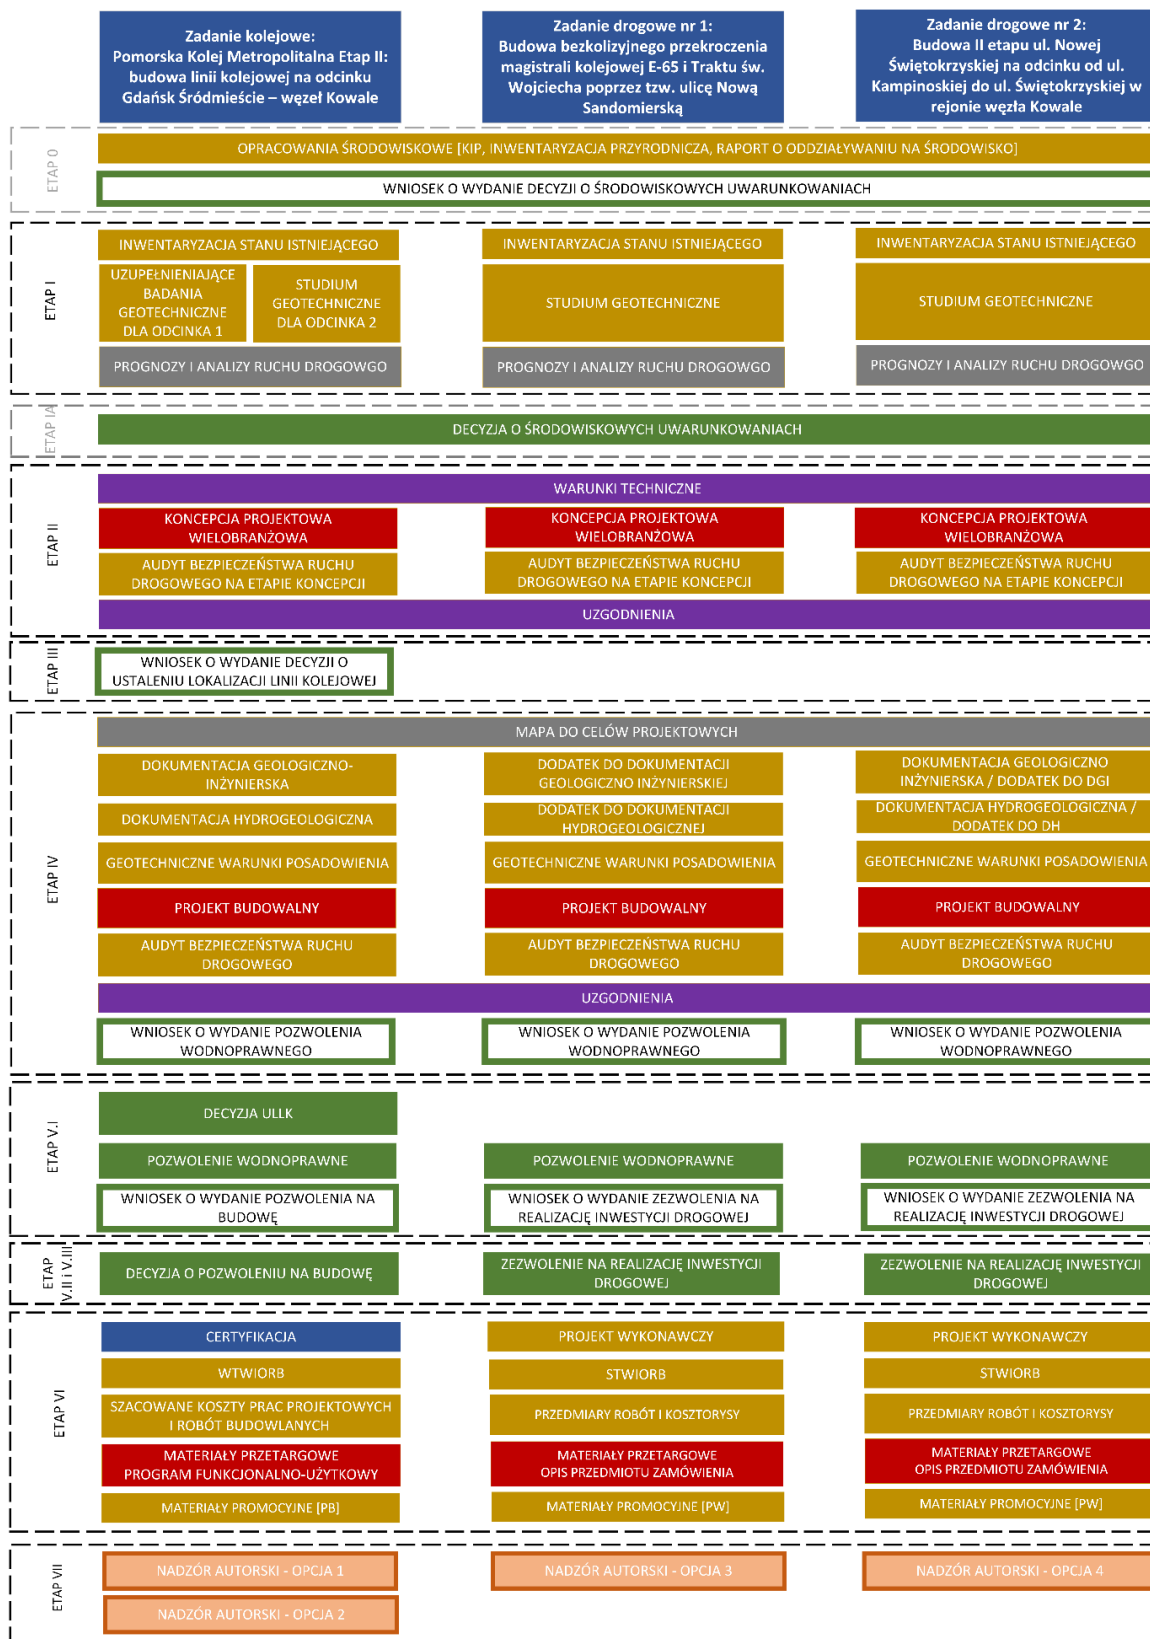 Zadanie kolejowe:
Pomorska Kolej Metropolitalna Etap II:
budowa linii kolejowej na odcinku
Gdańsk Śródmieście – węzeł Kowale
Zadanie drogowe nr 1:
Budowa bezkolizyjnego przekroczenia
magistrali kolejowej E-65 i Traktu św.
Wojciecha poprzez tzw. ulicę Nową
Sandomierską
Zadanie drogowe nr 2:
Budowa II etapu ul. Nowej
Świętokrzyskiej na odcinku od ul.
Kampinoskiej do ul. Świętokrzyskiej w
rejonie węzła Kowale
ETAP 0
OPRACOWANIA ŚRODOWISKOWE [KIP, INWENTARYZACJA PRZYRODNICZA, RAPORT O ODDZIAŁYWANIU NA ŚRODOWISKO]
WNIOSEK O WYDANIE DECYZJI O ŚRODOWISKOWYCH UWARUNKOWANIACH
ETAP I
INWENTARYZACJA STANU ISTNIEJĄCEGO
INWENTARYZACJA STANU ISTNIEJĄCEGO
INWENTARYZACJA STANU ISTNIEJĄCEGO
UZUPEŁNIENIAJĄCE
BADANIA
GEOTECHNICZNE
DLA ODCINKA 1
STUDIUM
GEOTECHNICZNE
DLA ODCINKA 2
STUDIUM GEOTECHNICZNE
STUDIUM GEOTECHNICZNE
PROGNOZY I ANALIZY RUCHU DROGOWGO
PROGNOZY I ANALIZY RUCHU DROGOWGO
PROGNOZY I ANALIZY RUCHU DROGOWGO
ETAP IA
DECYZJA O ŚRODOWISKOWYCH UWARUNKOWANIACH
ETAP II
WARUNKI TECHNICZNE
KONCEPCJA PROJEKTOWA
WIELOBRANŻOWA
KONCEPCJA PROJEKTOWA
WIELOBRANŻOWA
KONCEPCJA PROJEKTOWA
WIELOBRANŻOWA
AUDYT BEZPIECZEŃSTWA RUCHU
DROGOWEGO NA ETAPIE KONCEPCJI
AUDYT BEZPIECZEŃSTWA RUCHU
DROGOWEGO NA ETAPIE KONCEPCJI
AUDYT BEZPIECZEŃSTWA RUCHU
DROGOWEGO NA ETAPIE KONCEPCJI
UZGODNIENIA
ETAP III
WNIOSEK O WYDANIE DECYZJI O
USTALENIU LOKALIZACJI LINII KOLEJOWEJ
ETAP IV
MAPA DO CELÓW PROJEKTOWYCH
DOKUMENTACJA GEOLOGICZNO-
INŻYNIERSKA
DODATEK DO DOKUMENTACJI
GEOLOGICZNO INŻYNIERSKIEJ
DOKUMENTACJA GEOLOGICZNO
INŻYNIERSKA / DODATEK DO DGI
DOKUMENTACJA HYDROGEOLOGICZNA
DODATEK DO DOKUMENTACJI
HYDROGEOLOGICZNEJ
DOKUMENTACJA HYDROGEOLOGICZNA /
DODATEK DO DH
GEOTECHNICZNE WARUNKI POSADOWIENIA
GEOTECHNICZNE WARUNKI POSADOWIENIA
GEOTECHNICZNE WARUNKI POSADOWIENIA
PROJEKT BUDOWALNY
PROJEKT BUDOWALNY
PROJEKT BUDOWALNY
AUDYT BEZPIECZEŃSTWA RUCHU
DROGOWEGO
AUDYT BEZPIECZEŃSTWA RUCHU
DROGOWEGO
AUDYT BEZPIECZEŃSTWA RUCHU
DROGOWEGO
UZGODNIENIA
WNIOSEK O WYDANIE POZWOLENIA
WODNOPRAWNEGO
WNIOSEK O WYDANIE POZWOLENIA
WODNOPRAWNEGO
WNIOSEK O WYDANIE POZWOLENIA
WODNOPRAWNEGO
ETAP V.I
DECYZJA ULLK
POZWOLENIE WODNOPRAWNE
POZWOLENIE WODNOPRAWNE
POZWOLENIE WODNOPRAWNE
WNIOSEK O WYDANIE POZWOLENIA NA
BUDOWĘ
WNIOSEK O WYDANIE ZEZWOLENIA NA
REALIZACJĘ INWESTYCJI DROGOWEJ
WNIOSEK O WYDANIE ZEZWOLENIA NA
REALIZACJĘ INWESTYCJI DROGOWEJ
ETAP
V.II i V.III
DECYZJA O POZWOLENIU NA BUDOWĘ
ZEZWOLENIE NA REALIZACJĘ INWESTYCJI
DROGOWEJ
ZEZWOLENIE NA REALIZACJĘ INWESTYCJI
DROGOWEJ
ETAP VI
CERTYFIKACJA
PROJEKT WYKONAWCZY
PROJEKT WYKONAWCZY
WTWIORB
STWIORB
STWIORB
SZACOWANE KOSZTY PRAC PROJEKTOWYCH
I ROBÓT BUDOWLANYCH
PRZEDMIARY ROBÓT I KOSZTORYSY
PRZEDMIARY ROBÓT I KOSZTORYSY
MATERIAŁY PRZETARGOWE
PROGRAM FUNKCJONALNO-UŻYTKOWY
MATERIAŁY PRZETARGOWE
OPIS PRZEDMIOTU ZAMÓWIENIA
MATERIAŁY PRZETARGOWE
OPIS PRZEDMIOTU ZAMÓWIENIA
MATERIAŁY PROMOCYJNE [PB]
MATERIAŁY PROMOCYJNE [PW]
MATERIAŁY PROMOCYJNE [PW]
ETAP VII
NADZÓR AUTORSKI - OPCJA 1
NADZÓR AUTORSKI - OPCJA 3
NADZÓR AUTORSKI - OPCJA 4
NADZÓR AUTORSKI - OPCJA 2